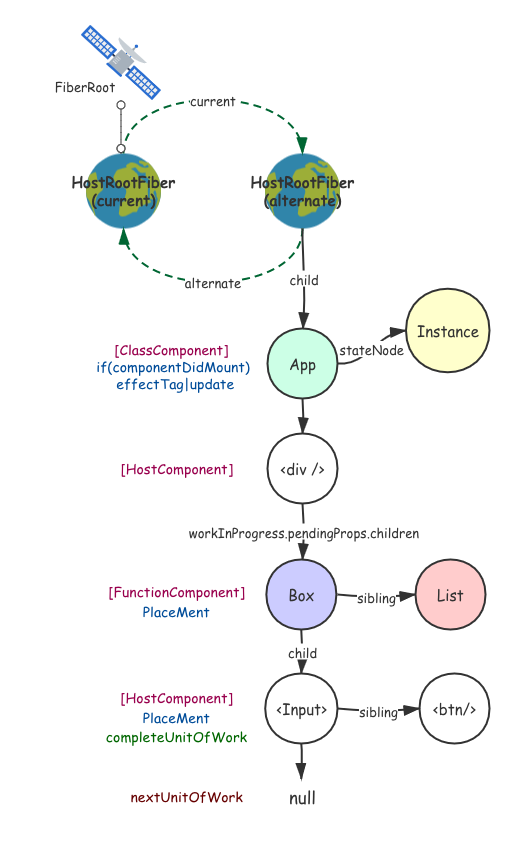 FiberRoot
current
HostRootFiber
(current)
HostRootFiber
(alternate)
alternate
child
[ClassComponent]
if(componentDidMount)
effectTag|update
App
stateNode
Instance
[HostComponent]
<div />
workInProgress.pendingProps.children
[FunctionComponent]
PlaceMent
Box
sibling
List
child
[HostComponent]
PlaceMent
completeUnitOfWork
<Input>
sibling
<btn/>
nextUnitOfWork
null